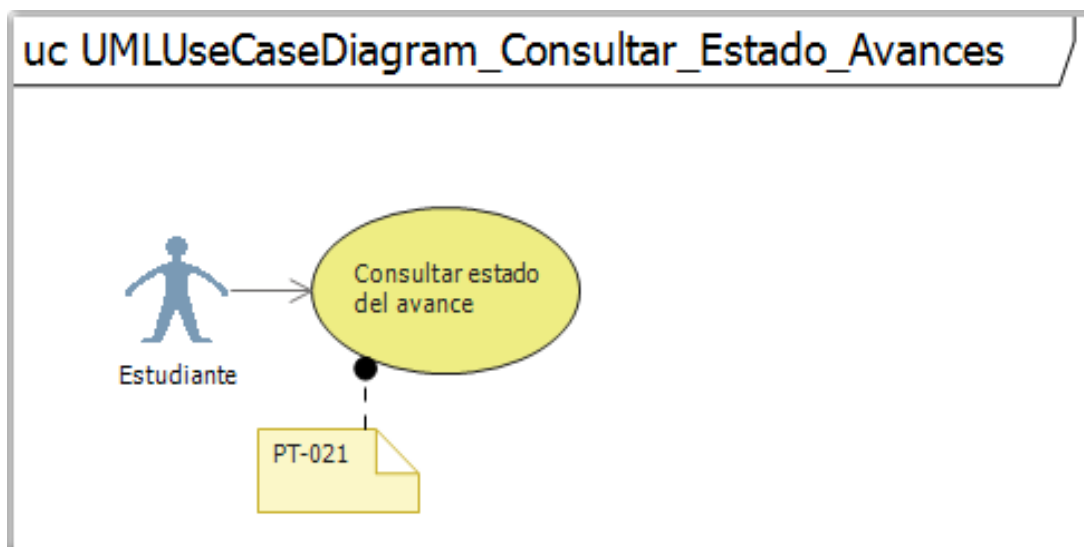 uc UMLUseCaseDiagram_Consultar_Estado_Avances
Consultar estado
del avance
Estudiante
PT-021